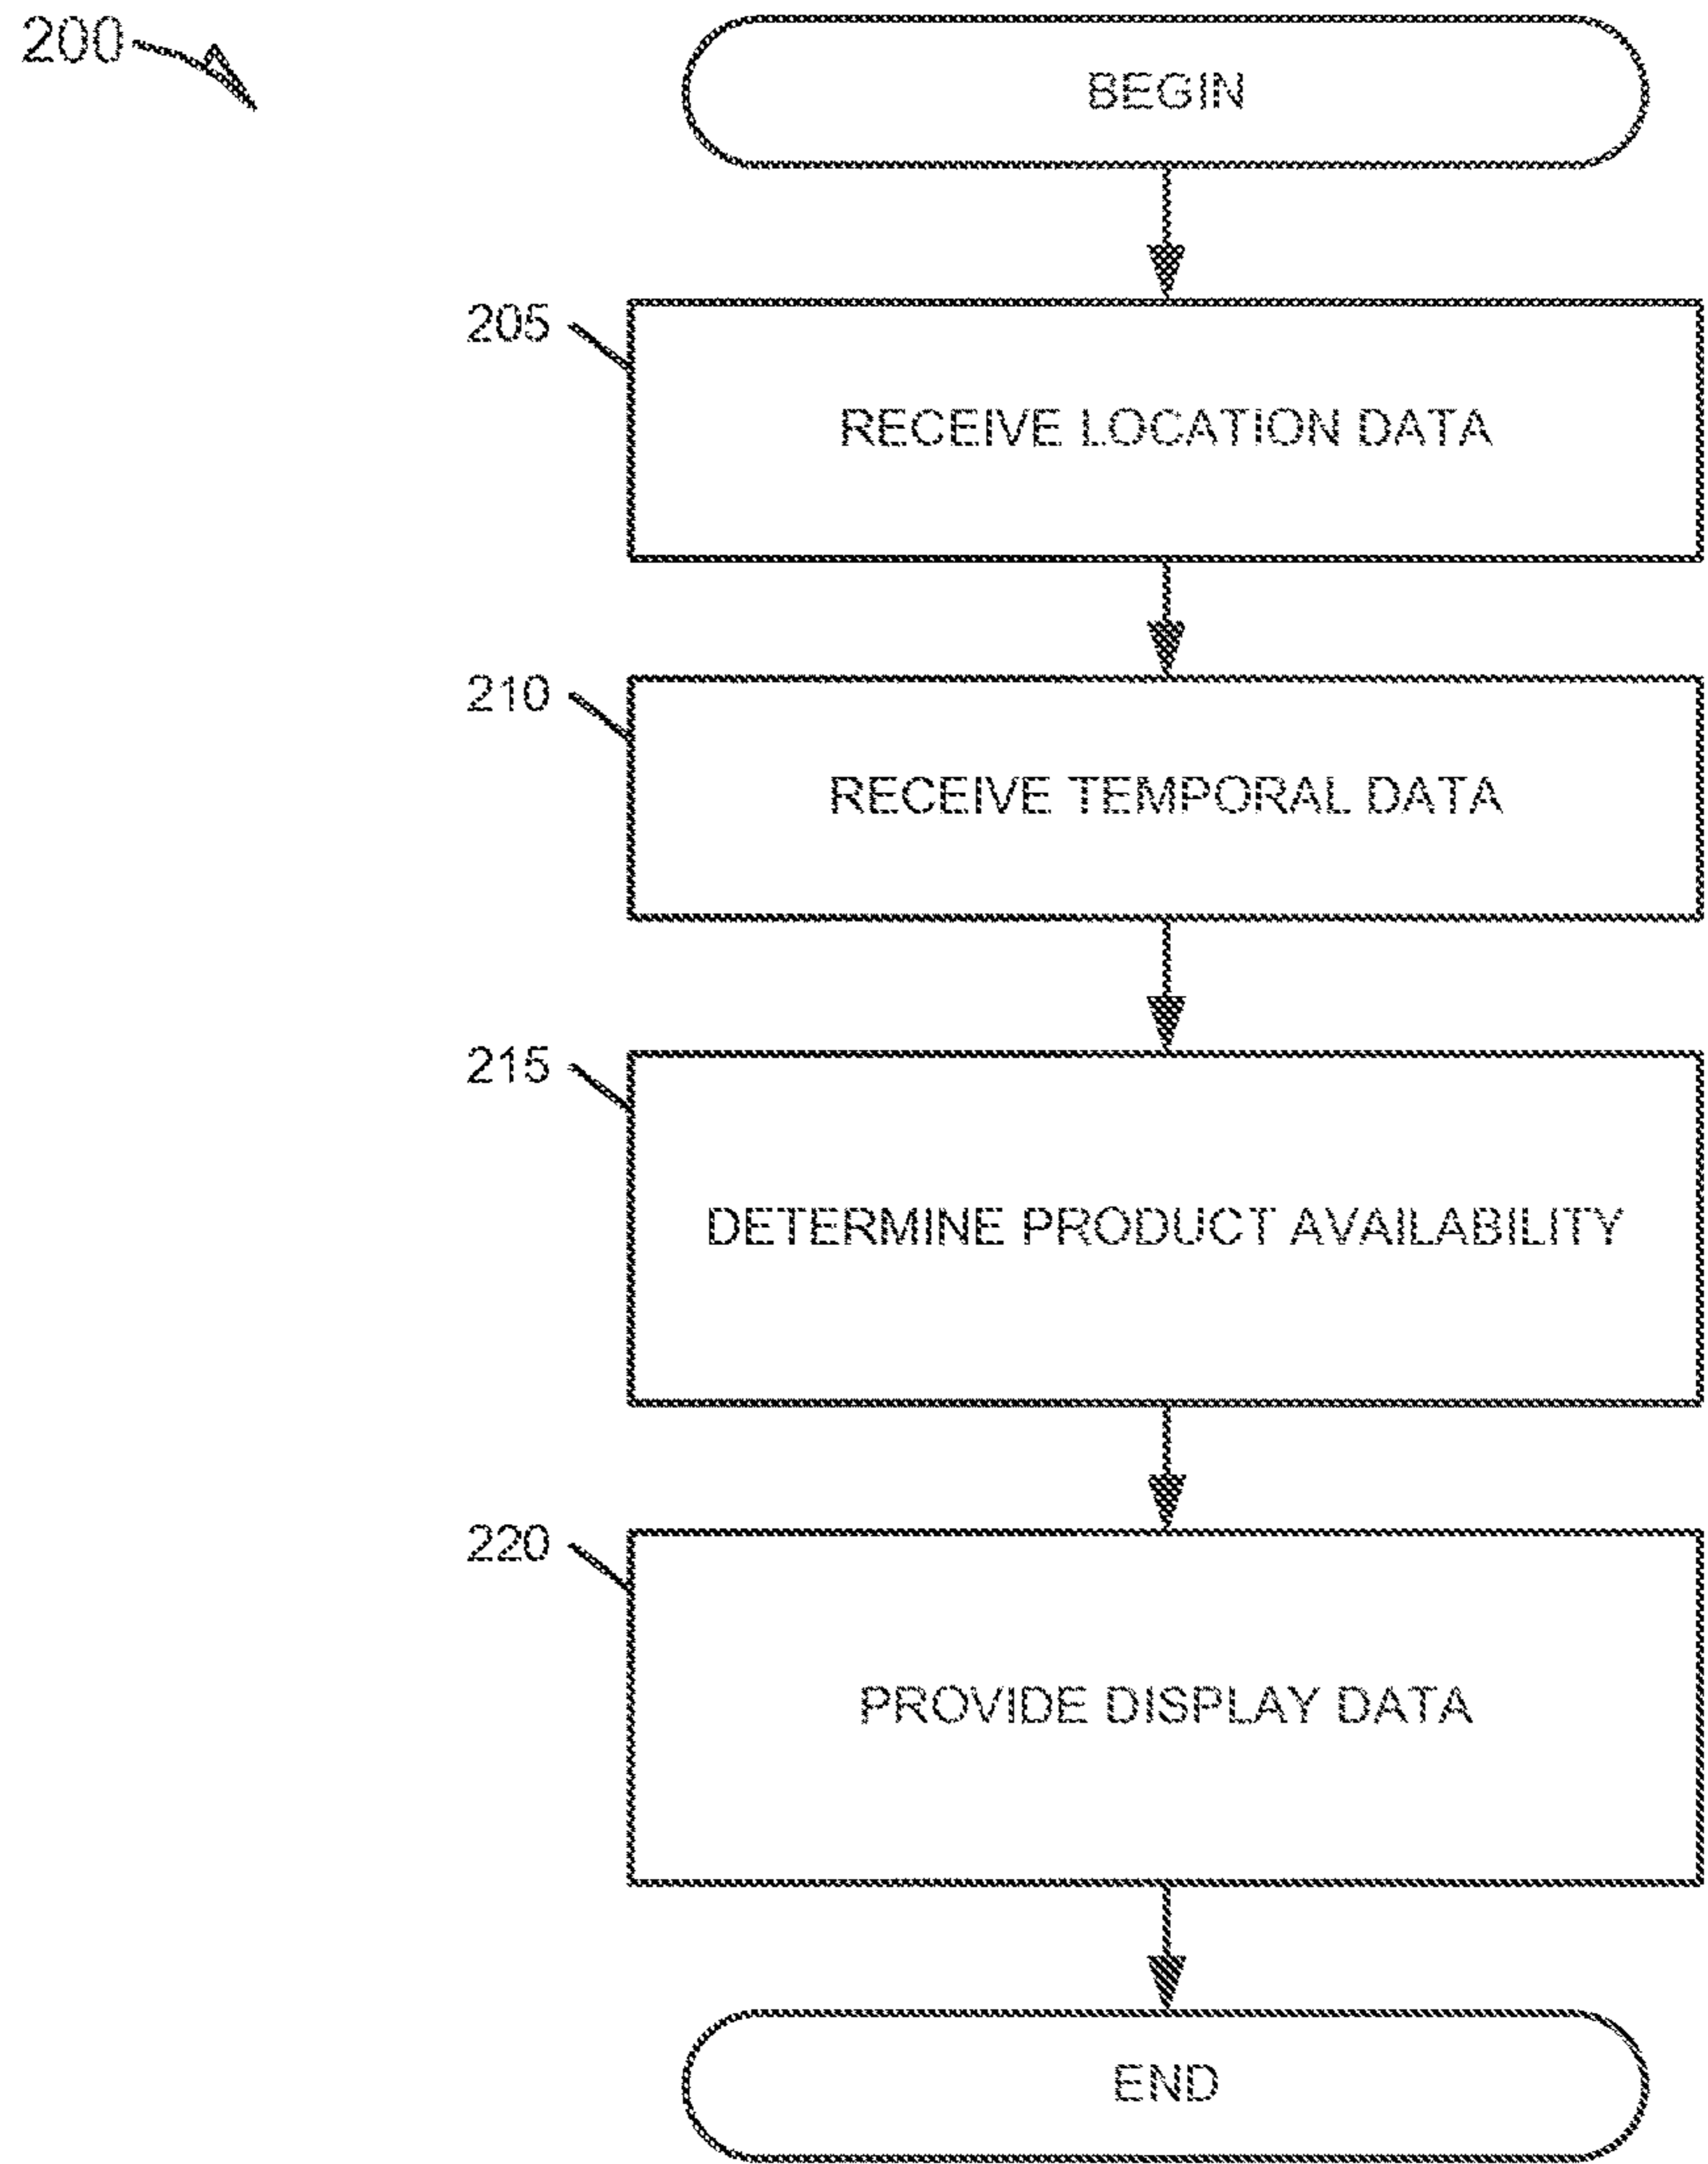 200
BEGIN
205
RECEIVE LOCATION DATA
210
RECEIVE TEMPORAL DATA
215
DETERMINE PRODUCT AVAILABILITY
220
PROVIDE DISPLAY DATA
END